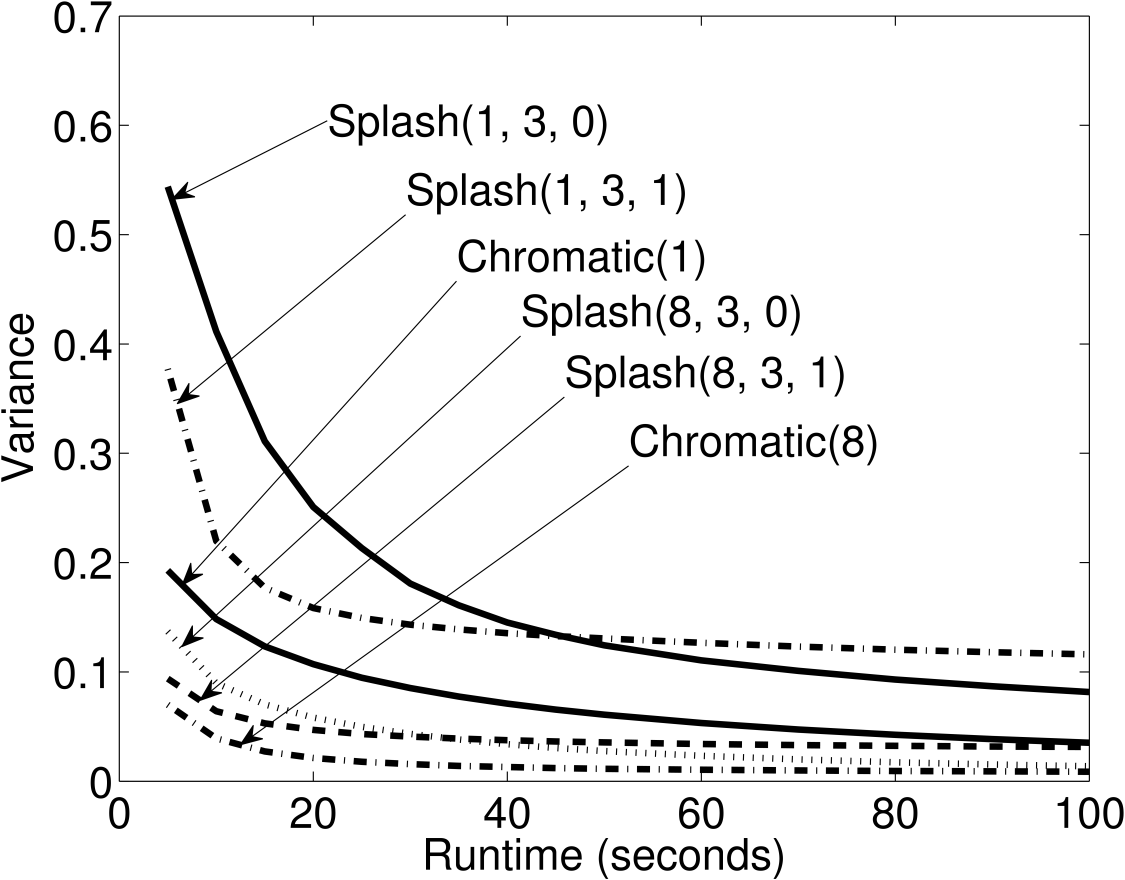 0.7
0.6
0.5
0.4
0.3
0.2
0.1
0
Variance
Splash(1, 3, 0)
Splash(1, 3, 1)
Chromatic(1)
Splash(8, 3, 0)
Splash(8, 3, 1)
Chromatic(8)
0 20 40 60 80 100
Runtime (seconds)